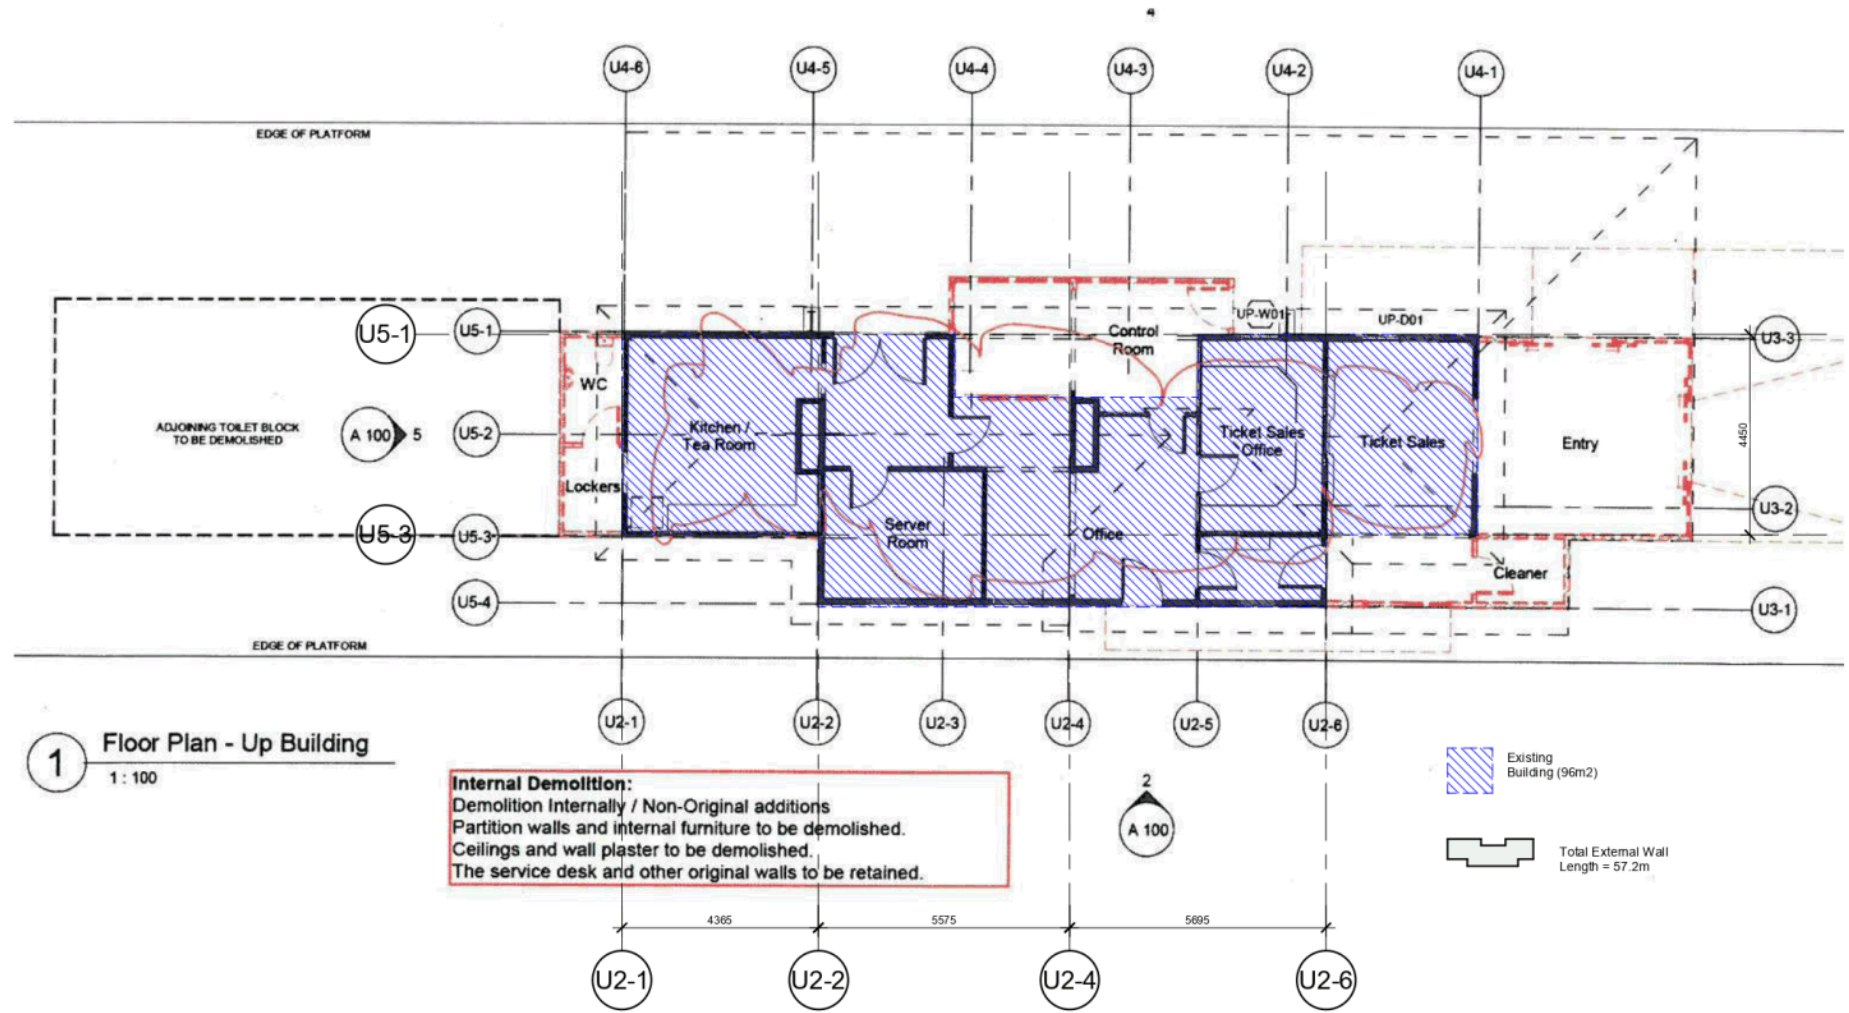 4
U4-6
U4-5
U4-4
U4-3
U4-2
U4-1
EDGE OF PLATFORM
UP-W01
UP-D01
U5-1
U5-1
U3-3
Control
Room
WC
ADJOINING TOILET BLOCK
TO BE DEMOLISHED
A 100
5
U5-2
Kitchen /
Tea Room
Ticket Sales
Office
Ticket Sales
Entry
4450
Lockers
U3-2
U5-3
U5-3
Server
Room
Office
Cleaner
U5-4
U3-1
EDGE OF PLATFORM
U2-1
U2-2
U2-3
U2-4
U2-5
U2-6
1
Floor Plan - Up Building
1 : 100
Existing
Building (96m2)
Internal Demolition:
Demolition Internally / Non-Original additions
Partition walls and internal furniture to be demolished.
Ceilings and wall plaster to be demolished.
The service desk and other original walls to be retained.
2
A 100
Total External Wall
Length = 57.2m
4365
5575
5695
U2-1
U2-2
U2-4
U2-6